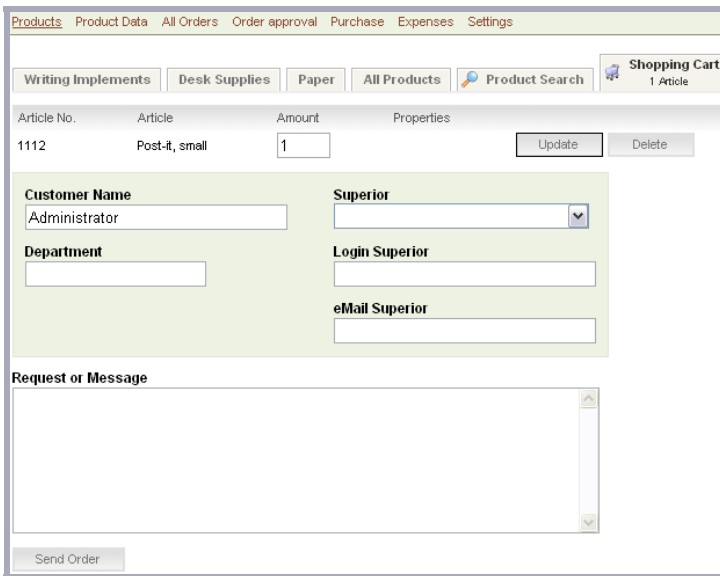 Products Product Data All Orders Order approval Purchase Expenses Settings
Writing Implements Desk Supplies Paper All Products Product Search Shopping Cart
1 Article
Article No. Article Amount Properties
1112 Post-it, small 1 Update Delete
Customer Name Superior
Administrator
Department Login Superior
eMail Superior
Request or Message
Send Order